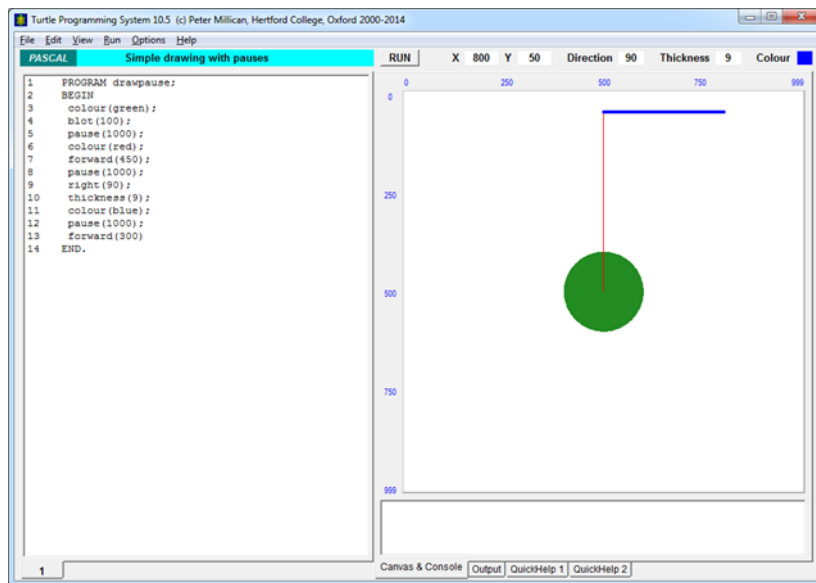 Turtle Programming System 10.5 (c) Peter Millican, Hertford College, Oxford 2000-2014
File Edit View Run Options Help
PASCAL Simple drawing with pauses
1 PROGRAM drawpause;
2 BEGIN
3 colour(green);
4 blot(100);
5 pause(1000);
6 colour(red);
7 forward(450);
8 pause(1000);
9 right(90);
10 thickness(9);
11 colour(blue);
12 pause(1000);
13 forward(300)
14 END.
1
RUN X 800 Y 50 Direction 90 Thickness 9 Colour
0 250 500 750 999
0
250
500
750
999
Canvas & Console Output QuickHelp 1 QuickHelp 2